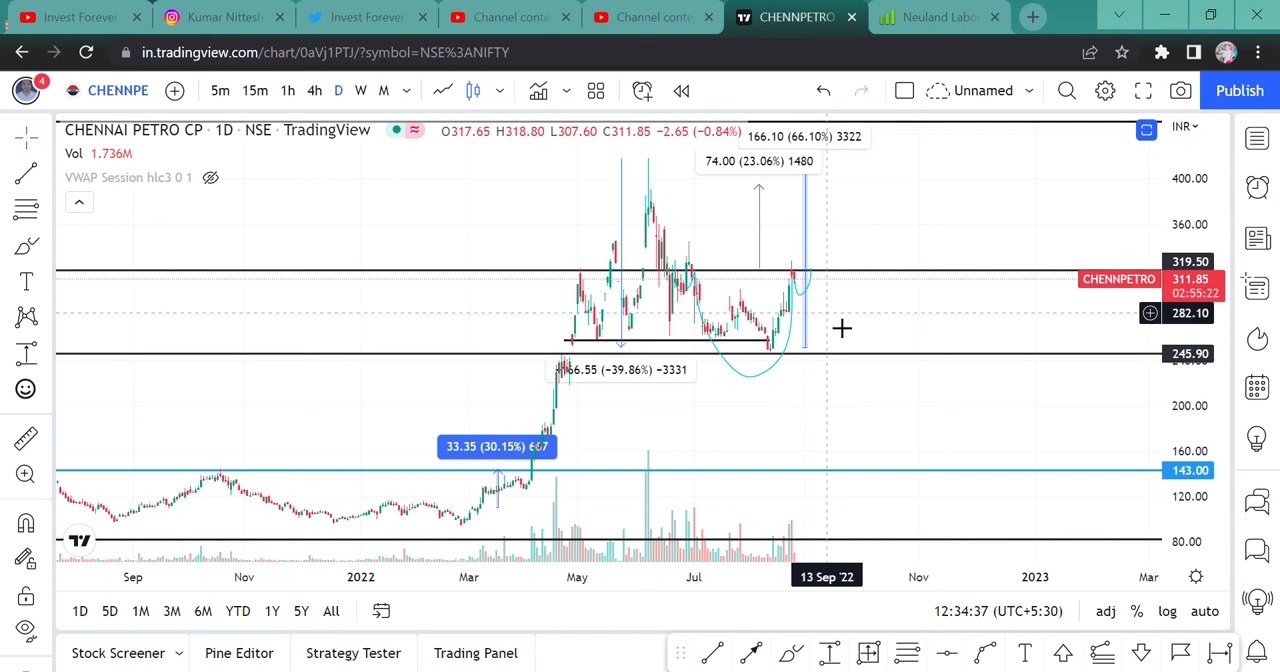 Invest Forever
Kumar Nittesh
Invest Forever
Channel conte
Channel conte
CHENNPETRO
Neuland Labo
in.tradingview.com/chart/0aVj1PTJ/?symbol=NSE%3ANIFTY
4
CHENNPE
5m 15m 1h 4h D W M
Unnamed
Publish
CHENNAI PETRO CP · 1D · NSE · TradingView
O317.65 H318.80 L307.60 C311.85 −2.65 (−0.84%)
INR
Vol 1.736M
VWAP Session hlc3 0 1
166.10 (66.10%) 3322
74.00 (23.06%) 1480
400.00
360.00
319.50
CHENNPETRO 311.85
02:55:22
282.10
245.90
66.55 (−39.86%) −3331
200.00
33.35 (30.15%) 667
160.00
143.00
120.00
80.00
Sep Nov 2022 Mar May Jul 13 Sep '22 Nov 2023 Mar
1D 5D 1M 3M 6M YTD 1Y 5Y All
12:34:37 (UTC+5:30) adj % log auto
Stock Screener Pine Editor Strategy Tester Trading Panel